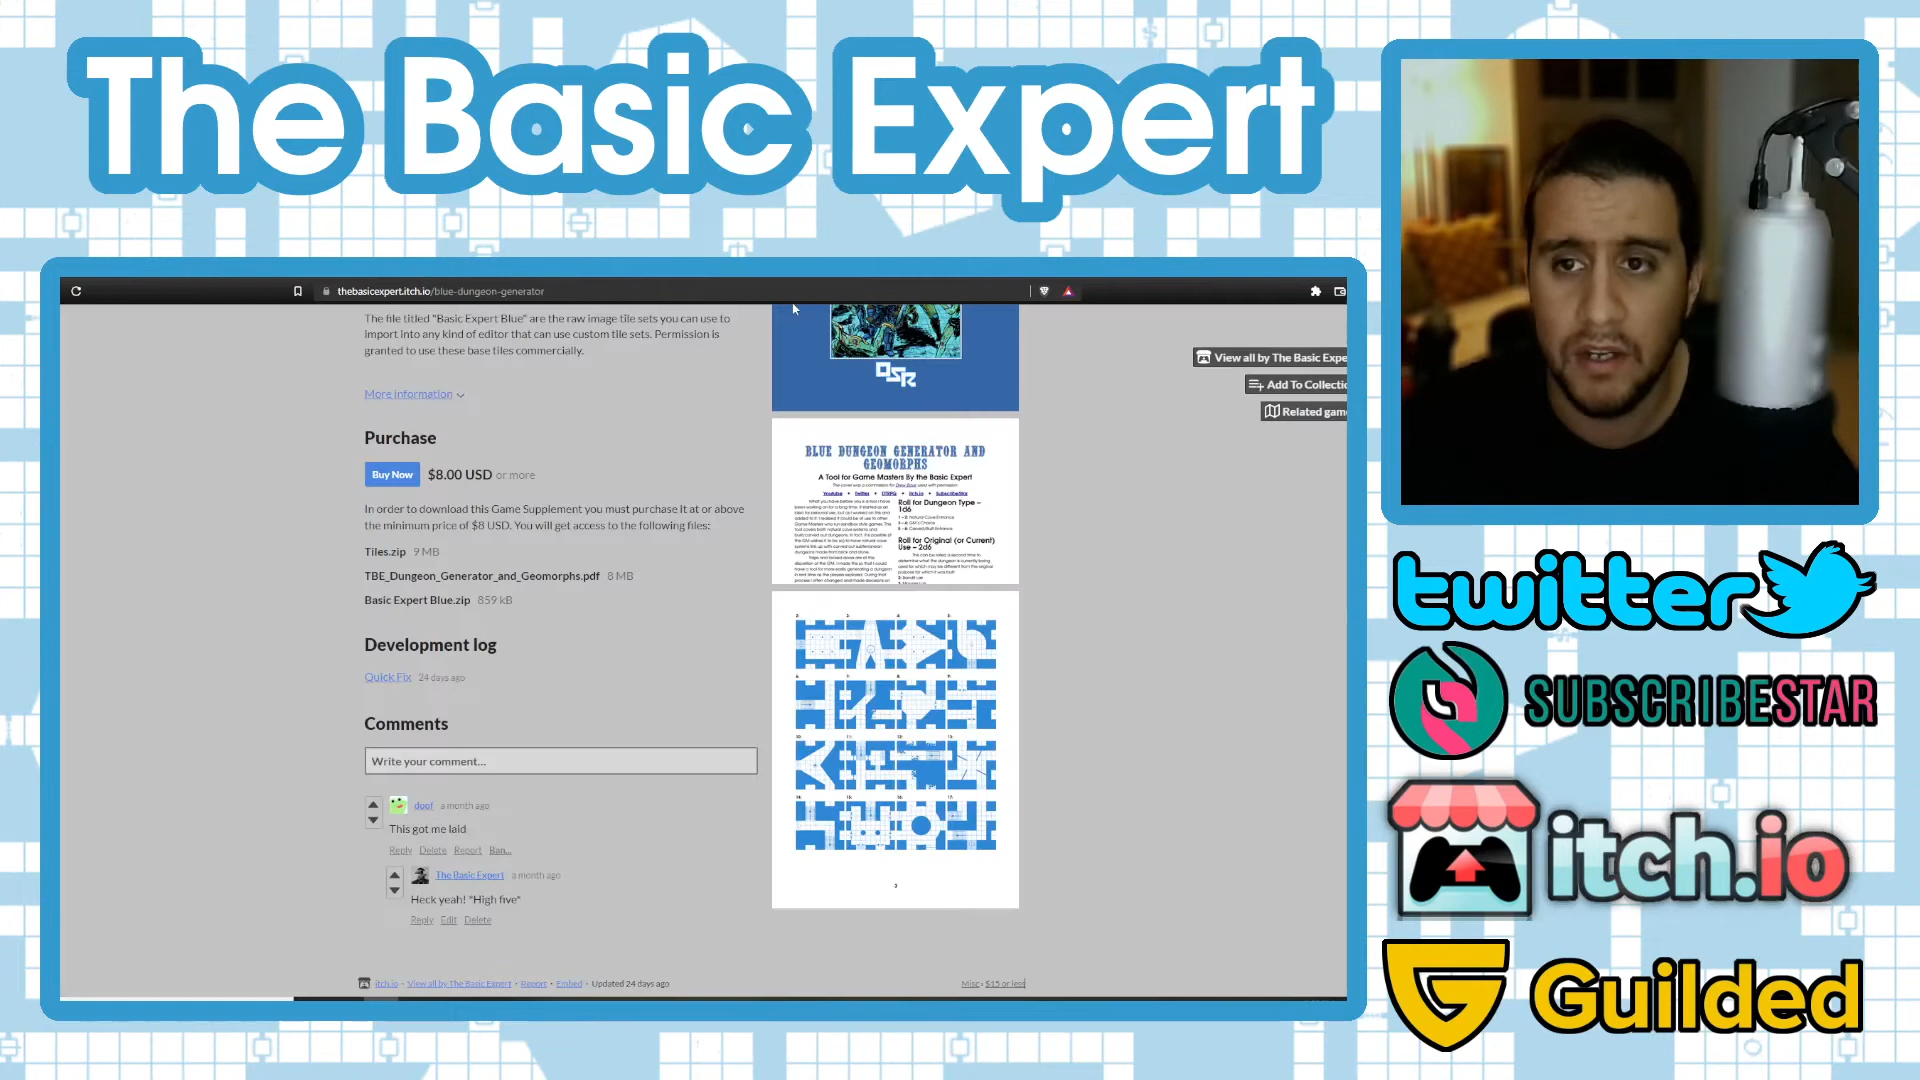 The Basic Expert
thebasicexpert.itch.io/blue-dungeon-generator
The file titled "Basic Expert Blue" are the raw image tile sets you can use to
import into any kind of editor that can use custom tile sets. Permission is
granted to use these base tiles commercially.
More information
Purchase
Buy Now $8.00 USD or more
In order to download this Game Supplement you must purchase it at or above
the minimum price of $8 USD. You will get access to the following files:
Tiles.zip 9 MB
TBE_Dungeon_Generator_and_Geomorphs.pdf 8 MB
Basic Expert Blue.zip 859 kB
Development log
Quick Fix 24 days ago
Comments
Write your comment...
doof a month ago
This got me laid
Reply Delete Report Ban...
The Basic Expert a month ago
Heck yeah! "High five"
Reply Edit Delete
itch.io · View all by The Basic Expert · Report · Embed · Updated 24 days ago
Misc › $15 or less
OSR
BLUE DUNGEON GENERATOR AND
GEOMORPHS
A Tool for Game Masters By the Basic Expert
Youtube • Twitter • DTRPG • itch.io • SubscribeStar
Roll for Dungeon Type –
1d6
Roll for Original (or Current)
Use – 2d6
View all by The Basic Expe
Add To Collectio
Related gam
twitter
SUBSCRIBESTAR
itch.io
Guilded